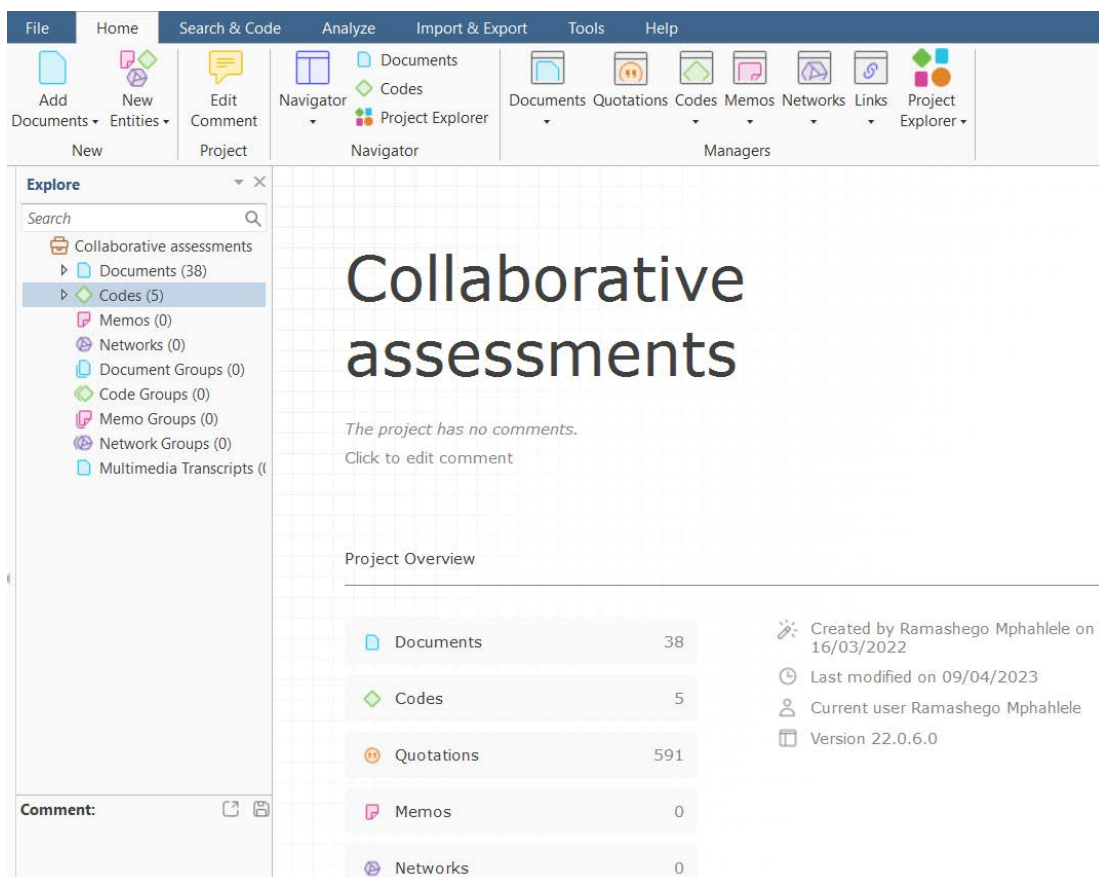 File Home Search & Code Analyze Import & Export Tools Help
Add Documents
New Entities
New
Edit Comment
Project
Navigator
Documents
Codes
Project Explorer
Navigator
Documents Quotations Codes Memos Networks Links Project Explorer
Managers
Explore
Search
Collaborative assessments
Documents (38)
Codes (5)
Memos (0)
Networks (0)
Document Groups (0)
Code Groups (0)
Memo Groups (0)
Network Groups (0)
Multimedia Transcripts ((
Comment:
Collaborative
assessments
The project has no comments.
Click to edit comment
Project Overview
Documents 38
Codes 5
Quotations 591
Memos 0
Networks 0
Created by Ramashego Mphahlele on
16/03/2022
Last modified on 09/04/2023
Current user Ramashego Mphahlele
Version 22.0.6.0